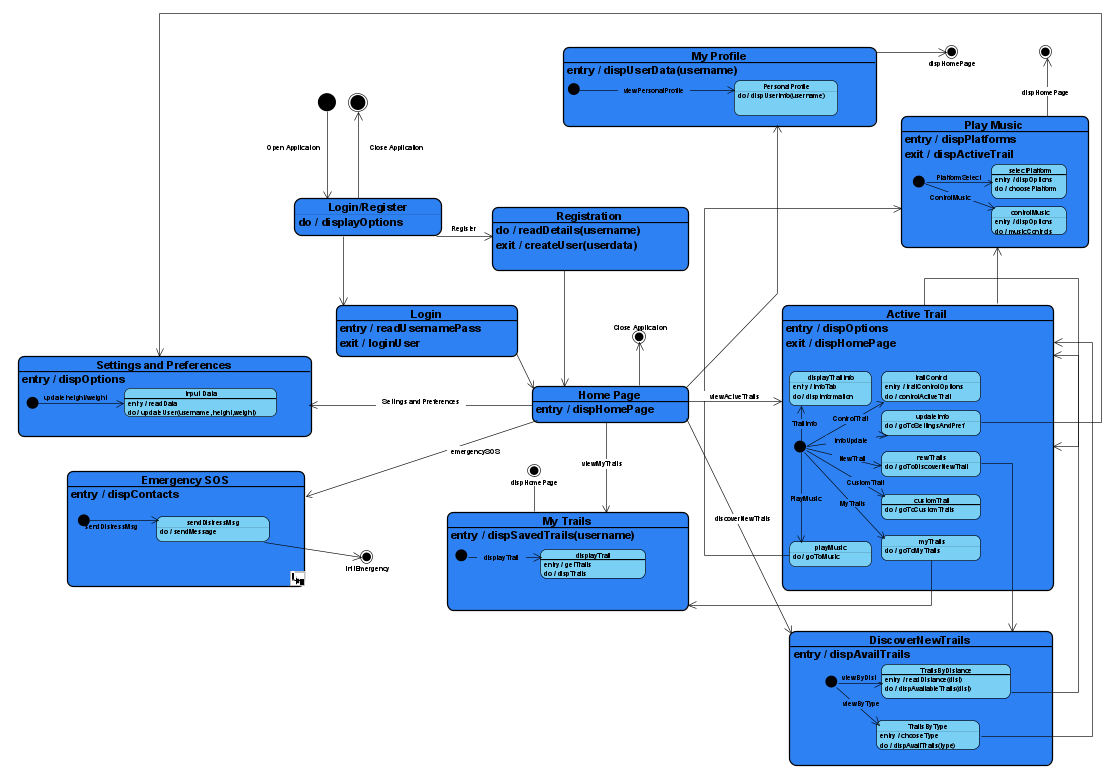 My Profile
entry / dispUserData(username)
viewPersonalProfile
PersonalProfile
do / dispUserInfo(username)
dispHomePage
dispHomePage
Play Music
entry / dispPlatforms
exit / dispActiveTrail
PlatformSelect
ControlMusic
selectPlatform
entry / dispOptions
do / choosePlatform
controlMusic
entry / dispOptions
do / musicControls
Open Application
Close Application
Login/Register
do / displayOptions
Register
Registration
do / readDetails(username)
exit / createUser(userdata)
Login
entry / readUsernamePass
exit / loginUser
Close Application
Settings and Preferences
entry / dispOptions
update height/weight
Input Data
entry / readData
do / updateUser(username,height,weight)
Settings and Preferences
Home Page
entry / dispHomePage
viewActiveTrails
Active Trail
entry / dispOptions
exit / dispHomePage
displayTrailInfo
entry / infoTab
do / dispInformation
trailControl
entry / trailControlOptions
do / controlActiveTrail
TrailInfo
ControlTrail
updateInfo
do / goToSettingsAndPref
InfoUpdate
NewTrail
newTrails
do / goToDiscoverNewTrail
CustomTrail
customTrail
do / goToCustomTrails
PlayMusic
MyTrails
playMusic
do / goToMusic
myTrails
do / goToMyTrails
emergencySOS
viewMyTrails
discoverNewTrails
Emergency SOS
entry / dispContacts
sendDistressMsg
sendDistressMsg
do / sendMessage
dispHomePage
My Trails
entry / dispSavedTrails(username)
displayTrail
displayTrail
entry / getTrails
do / dispTrails
DiscoverNewTrails
entry / dispAvailTrails
viewByDist
viewByType
TrailsByDistance
entry / readDistance(dist)
do / dispAvailableTrails(dist)
TrailsByType
entry / chooseType
do / dispAvailTrails(type)